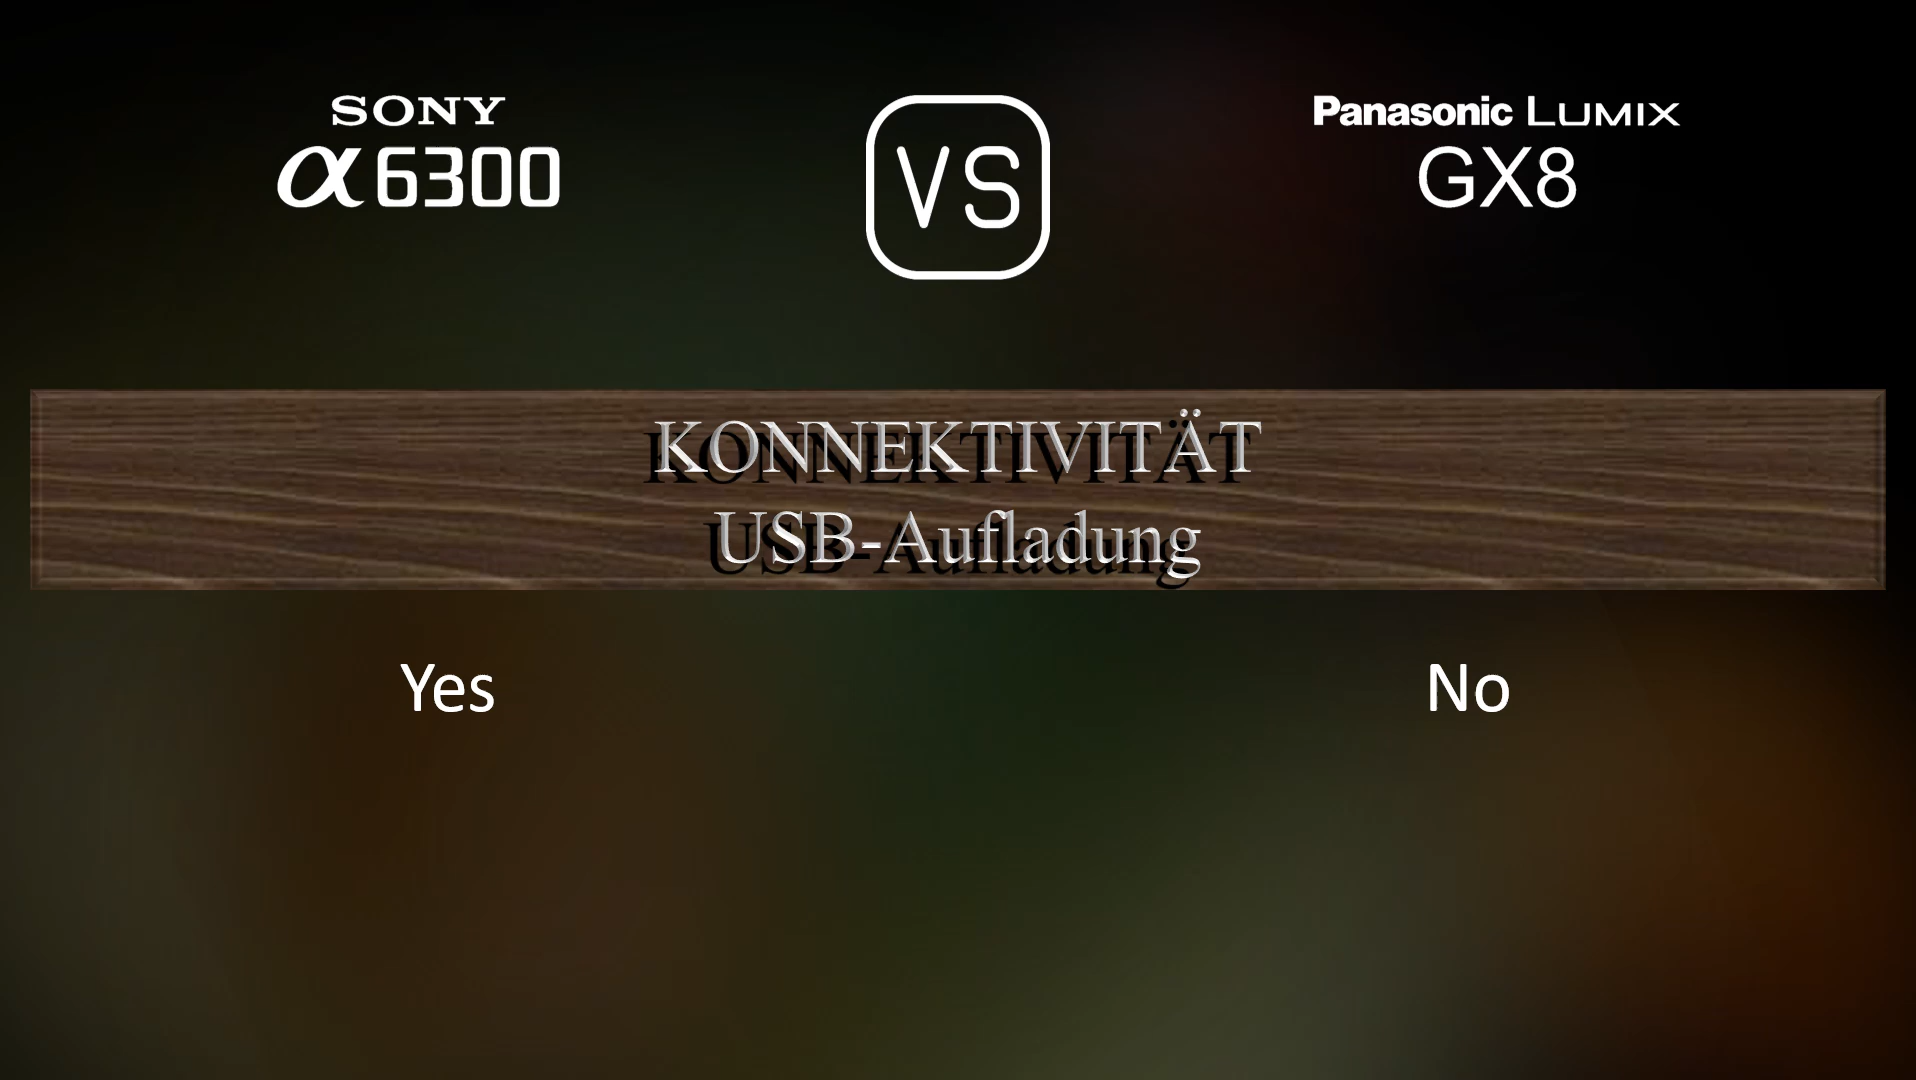 SONY
α6300
VS
Panasonic LUMIX
GX8
KONNEKTIVITÄT
USB-Aufladung
Yes
No